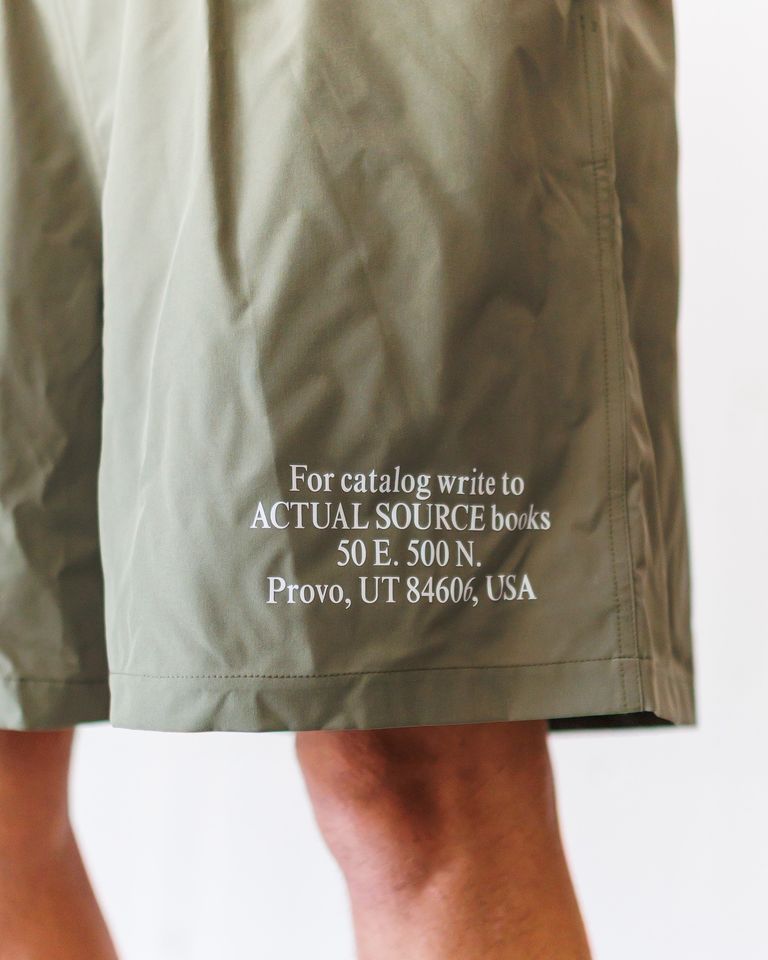 For catalog write to
ACTUAL SOURCE books
50 E. 500 N.
Provo, UT 84606, USA